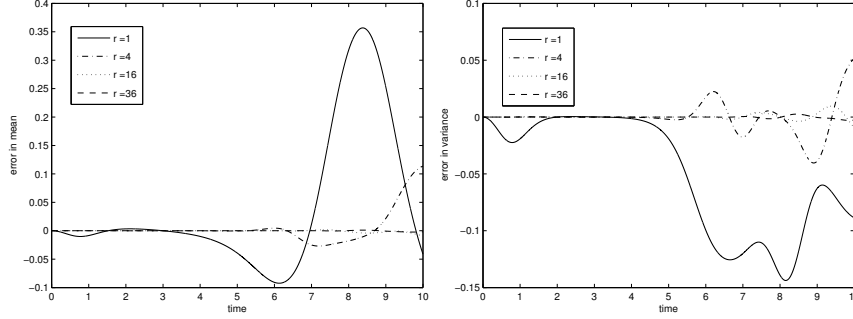 0.4
0.35
0.3
0.25
0.2
0.15
0.1
0.05
0
−0.05
−0.1
error in mean
r =1
r =4
r =16
r =36
0 1 2 3 4 5 6 7 8 9 10
time
0.1
0.05
0
−0.05
−0.1
−0.15
error in variance
r =1
r =4
r =16
r =36
0 1 2 3 4 5 6 7 8 9 10
time